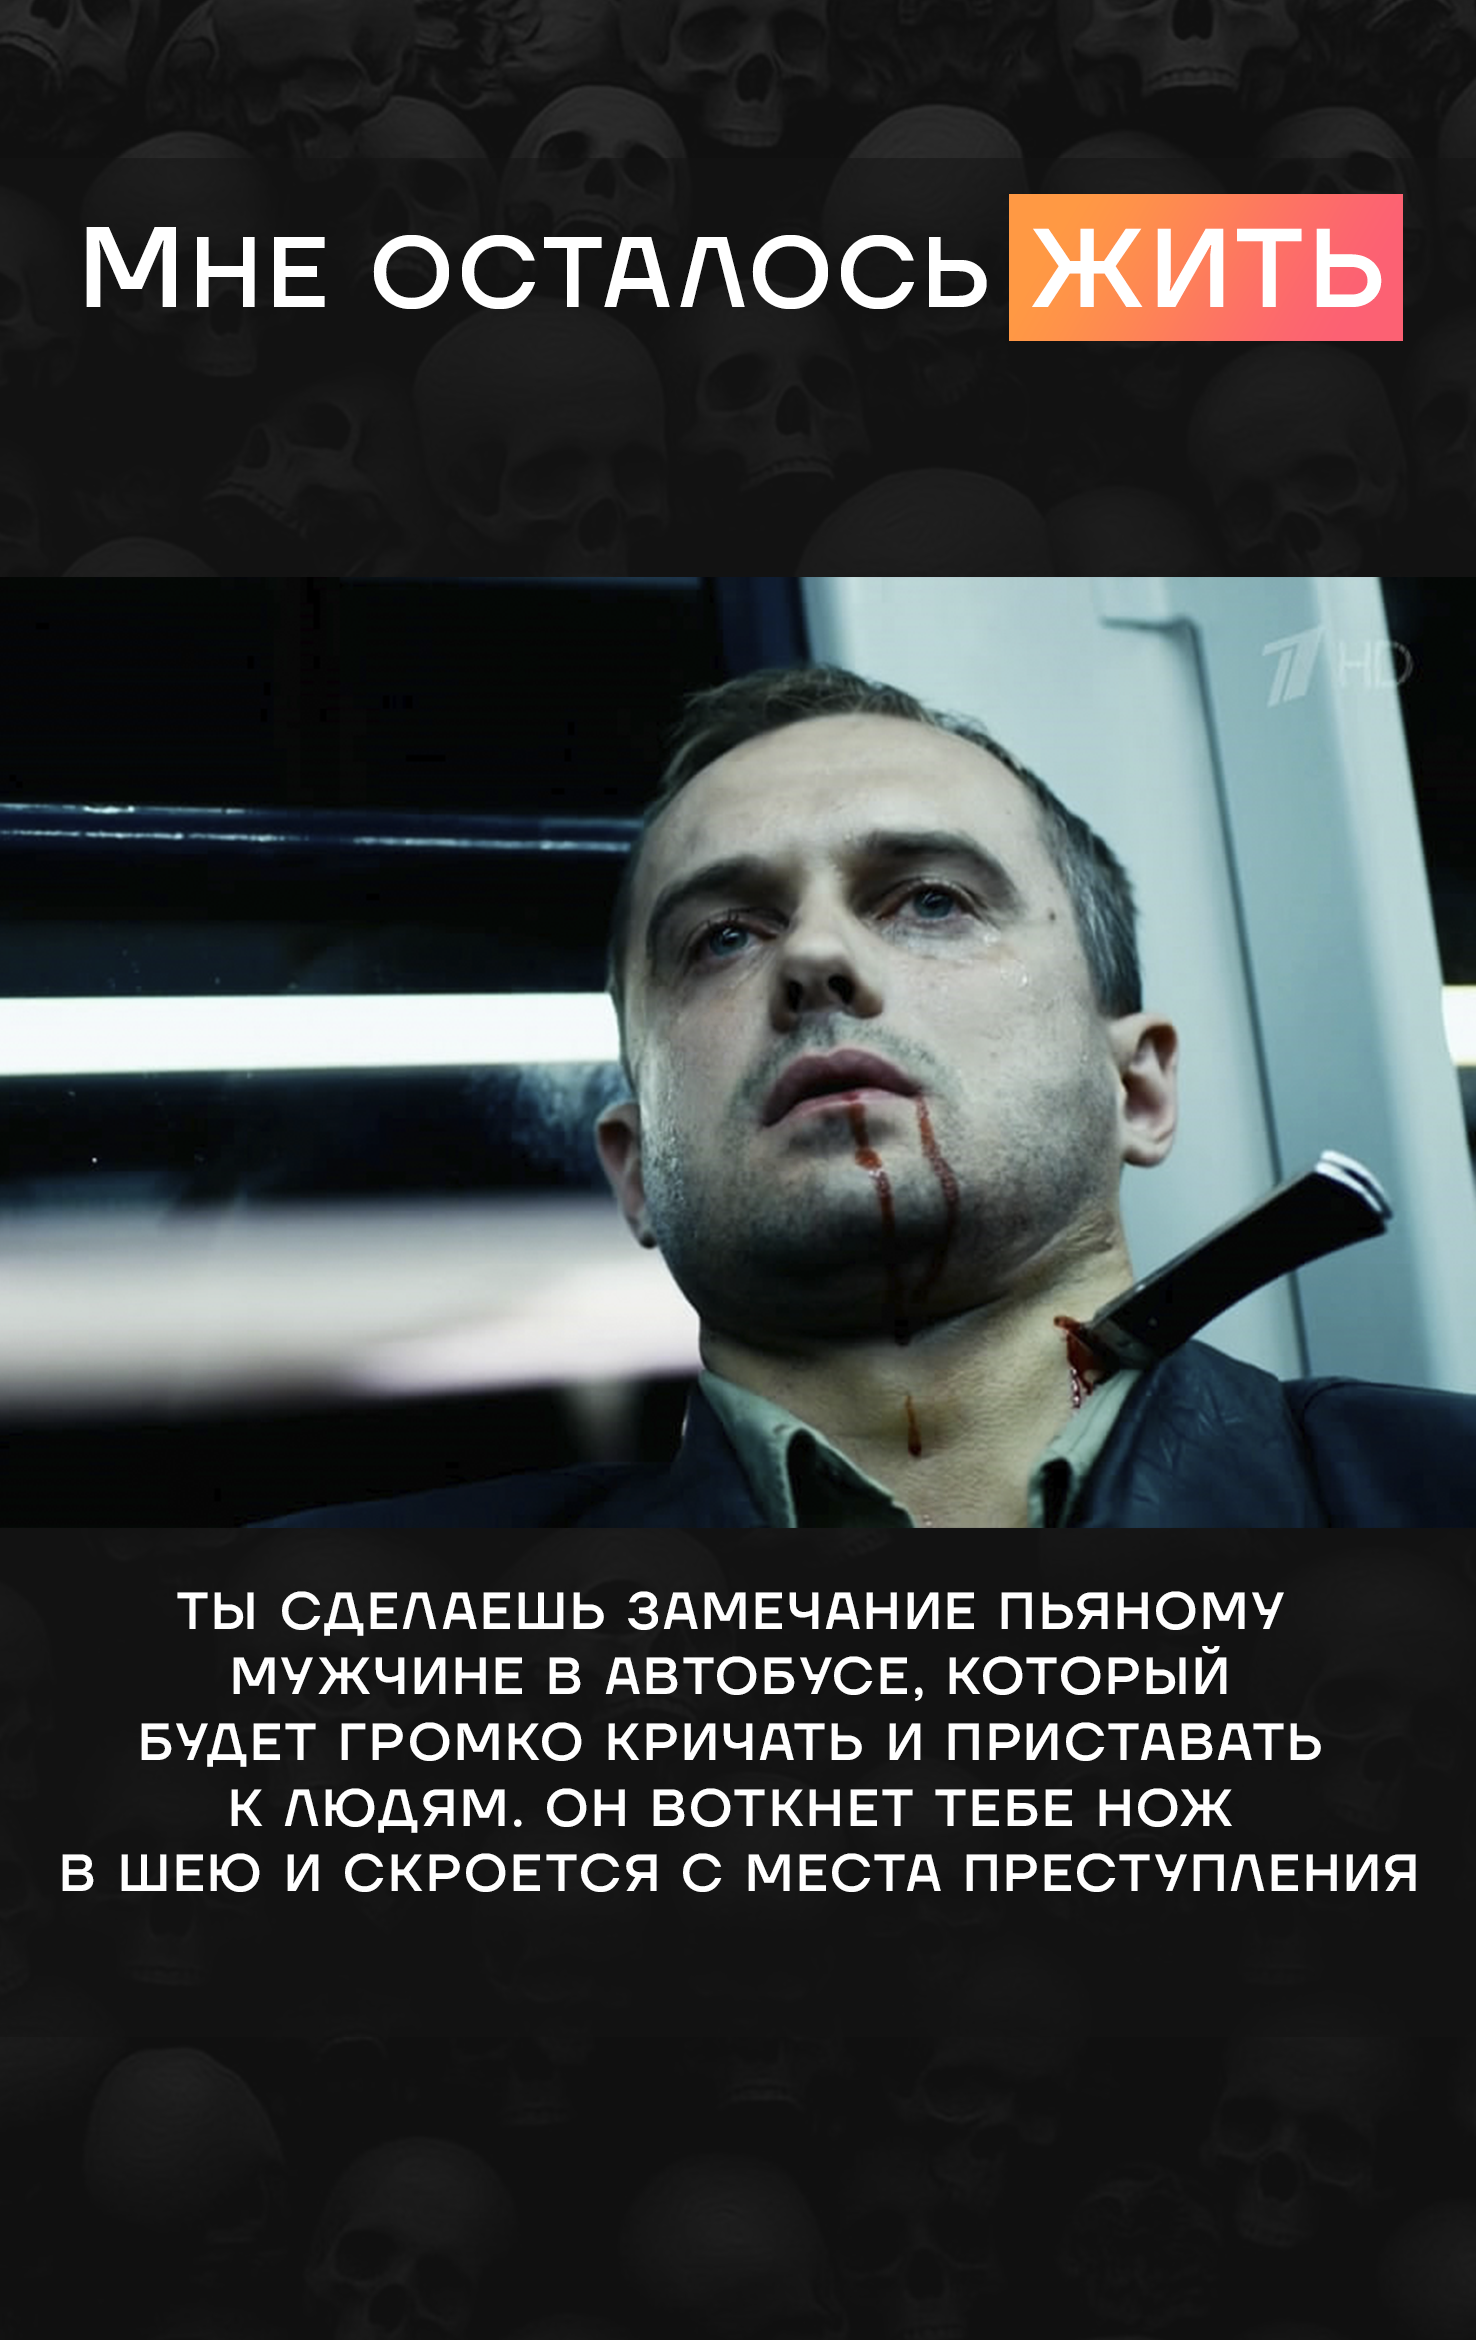 Мне осталось жить
HD
ты сделаешь замечание пьяному
мужчине в автобусе, который
будет громко кричать и приставать
к людям. Он воткнет тебе нож
в шею и скроется с места преступления